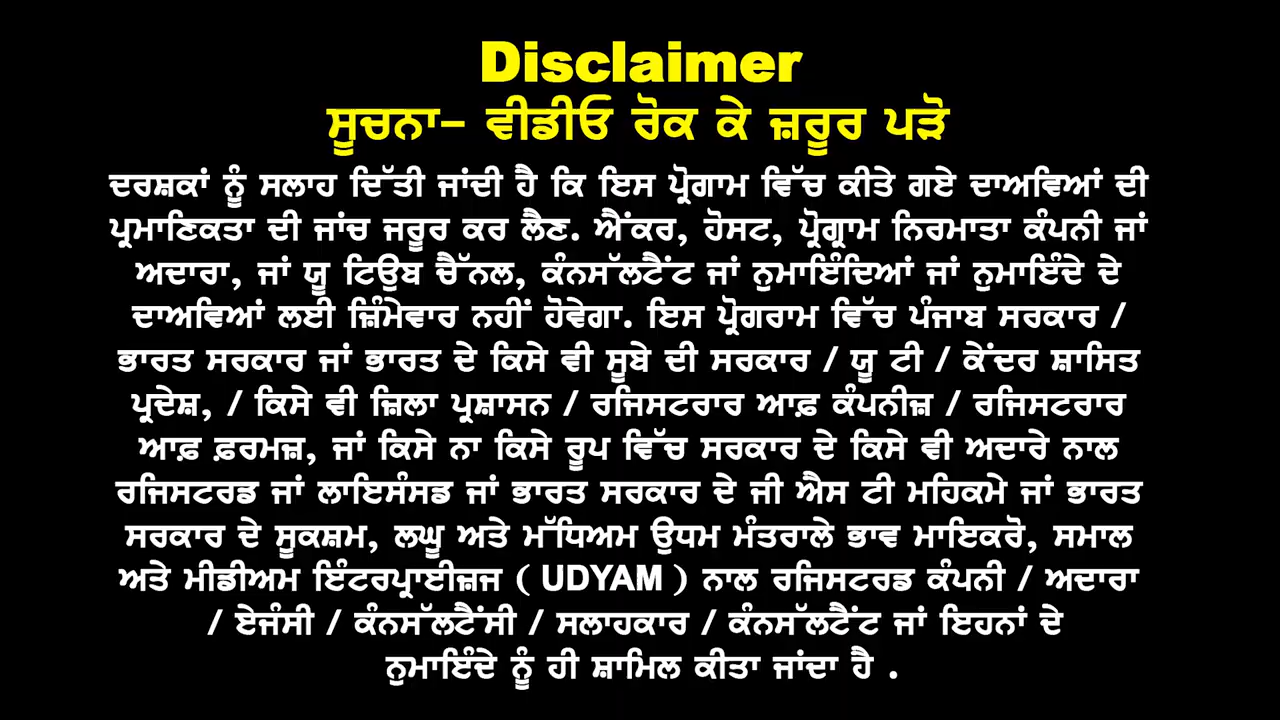 Disclaimer
ਸੂਚਨਾ- ਵੀਡੀਓ ਰੋਕ ਕੇ ਜ਼ਰੂਰ ਪੜੋ
ਦਰਸ਼ਕਾਂ ਨੂੰ ਸਲਾਹ ਦਿੱਤੀ ਜਾਂਦੀ ਹੈ ਕਿ ਇਸ ਪ੍ਰੋਗਾਮ ਵਿੱਚ ਕੀਤੇ ਗਏ ਦਾਅਵਿਆਂ ਦੀ
ਪ੍ਰਮਾਣਿਕਤਾ ਦੀ ਜਾਂਚ ਜਰੂਰ ਕਰ ਲੈਣ. ਐਂਕਰ, ਹੋਸਟ, ਪ੍ਰੋਗ੍ਰਾਮ ਨਿਰਮਾਤਾ ਕੰਪਨੀ ਜਾਂ
ਅਦਾਰਾ, ਜਾਂ ਯੂ ਟਿਊਬ ਚੈੱਨਲ, ਕੰਨਸੱਲਟੈਂਟ ਜਾਂ ਨੁਮਾਇੰਦਿਆਂ ਜਾਂ ਨੁਮਾਇੰਦੇ ਦੇ
ਦਾਅਵਿਆਂ ਲਈ ਜ਼ਿੰਮੇਵਾਰ ਨਹੀਂ ਹੋਵੇਗਾ. ਇਸ ਪ੍ਰੋਗਰਾਮ ਵਿੱਚ ਪੰਜਾਬ ਸਰਕਾਰ /
ਭਾਰਤ ਸਰਕਾਰ ਜਾਂ ਭਾਰਤ ਦੇ ਕਿਸੇ ਵੀ ਸੂਬੇ ਦੀ ਸਰਕਾਰ / ਯੂ ਟੀ / ਕੇਂਦਰ ਸ਼ਾਸਿਤ
ਪ੍ਰਦੇਸ਼, / ਕਿਸੇ ਵੀ ਜ਼ਿਲਾ ਪ੍ਰਸ਼ਾਸਨ / ਰਜਿਸਟਰਾਰ ਆਫ਼ ਕੰਪਨੀਜ਼ / ਰਜਿਸਟਰਾਰ
ਆਫ਼ ਫ਼ਰਮਜ਼, ਜਾਂ ਕਿਸੇ ਨਾ ਕਿਸੇ ਰੂਪ ਵਿੱਚ ਸਰਕਾਰ ਦੇ ਕਿਸੇ ਵੀ ਅਦਾਰੇ ਨਾਲ
ਰਜਿਸਟਰਡ ਜਾਂ ਲਾਇਸੰਸਡ ਜਾਂ ਭਾਰਤ ਸਰਕਾਰ ਦੇ ਜੀ ਐਸ ਟੀ ਮਹਿਕਮੇ ਜਾਂ ਭਾਰਤ
ਸਰਕਾਰ ਦੇ ਸੂਕਸ਼ਮ, ਲਘੂ ਅਤੇ ਮੱਧਿਅਮ ਉਧਮ ਮੰਤਰਾਲੇ ਭਾਵ ਮਾਇਕਰੋ, ਸਮਾਲ
ਅਤੇ ਮੀਡੀਅਮ ਇੰਟਰਪ੍ਰਾਈਜ਼ਜ ( UDYAM ) ਨਾਲ ਰਜਿਸਟਰਡ ਕੰਪਨੀ / ਅਦਾਰਾ
/ ਏਜੰਸੀ / ਕੰਨਸੱਲਟੈਂਸੀ / ਸਲਾਹਕਾਰ / ਕੰਨਸੱਲਟੈਂਟ ਜਾਂ ਇਹਨਾਂ ਦੇ
ਨੁਮਾਇੰਦੇ ਨੂੰ ਹੀ ਸ਼ਾਮਿਲ ਕੀਤਾ ਜਾਂਦਾ ਹੈ .